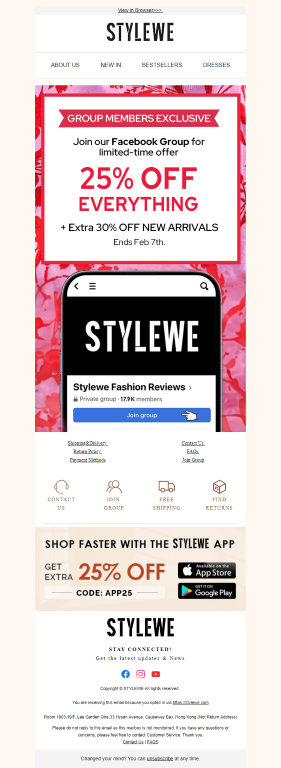 View in Browser>>>
STYLEWE
ABOUT US NEW IN BESTSELLERS DRESSES
GROUP MEMBERS EXCLUSIVE
Join our Facebook Group for
limited-time offer
25% OFF
EVERYTHING
+ Extra 30% OFF NEW ARRIVALS
Ends Feb 7th.
STYLEWE
Stylewe Fashion Reviews >
Private group · 17.9K members
Join group
Shipping&Delivery Contact Us
Return Policy FAQs
Payment Methods Join Group
CONTACT US
JOIN GROUP
FREE SHIPPING
FIND RETURNS
SHOP FASTER WITH THE STYLEWE APP
GET EXTRA 25% OFF
CODE: APP25
Available on the App Store
GET IT ON Google Play
STYLEWE
STAY CONNECTED!
Get the latest updates & News
Copyright © STYLEWE All rights reserved.
You are receiving this email because you opted in via https://stylewe.com
Room 1903,19/F, Lee Garden One,33 Hysan Avenue, Causeway Bay, Hong Kong (Not Return Address)
Please do not reply to this email as this mailbox is not monitored. If you have any questions or
concerns, please feel free to contact Customer Service. Thank you.
Contact Us | FAQS
Changed your mind? You can unsubscribe at any time.